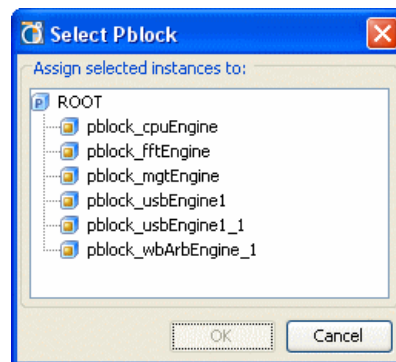 Select Pblock
Assign selected instances to:
ROOT
pblock_cpuEngine
pblock_fftEngine
pblock_mgtEngine
pblock_usbEngine1
pblock_usbEngine1_1
pblock_wbArbEngine_1
OK Cancel